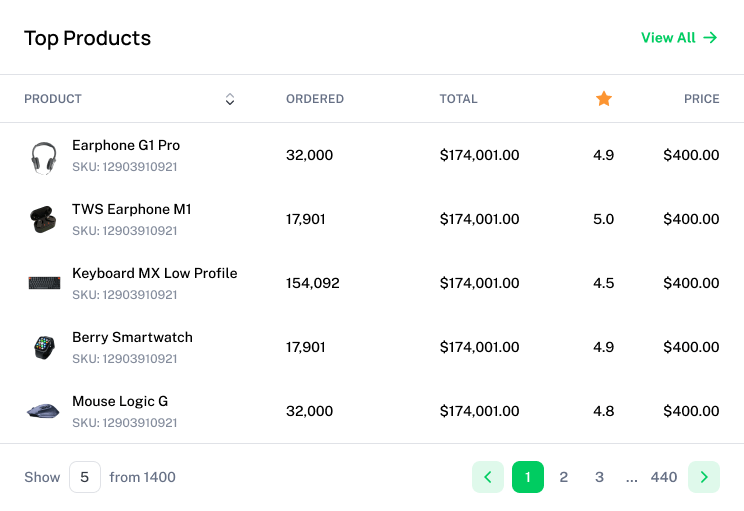 Top Products
View All
PRODUCT ORDERED TOTAL PRICE
Earphone G1 Pro
SKU: 12903910921
32,000 $174,001.00 4.9 $400.00
TWS Earphone M1
SKU: 12903910921
17,901 $174,001.00 5.0 $400.00
Keyboard MX Low Profile
SKU: 12903910921
154,092 $174,001.00 4.5 $400.00
Berry Smartwatch
SKU: 12903910921
17,901 $174,001.00 4.9 $400.00
Mouse Logic G
SKU: 12903910921
32,000 $174,001.00 4.8 $400.00
Show 5 from 1400
1 2 3 ... 440